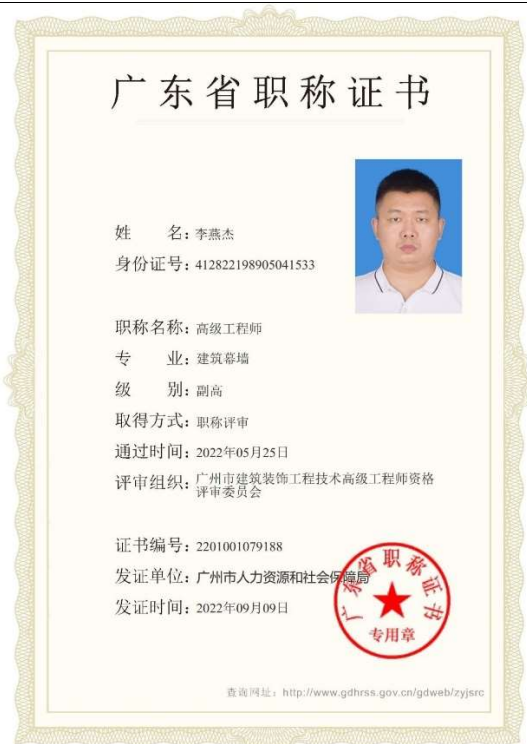 广东省职称证书
姓 名：李燕杰
身份证号：412822198905041533
职称名称：高级工程师
专 业：建筑幕墙
级 别：副高
取得方式：职称评审
通过时间：2022年05月25日
评审组织：广州市建筑装饰工程技术高级工程师资格
评审委员会
证书编号：2201001079188
发证单位：广州市人力资源和社会保障局
发证时间：2022年09月09日
广东省职称证书
专用章
查询网址：http://www.gdhrss.gov.cn/gdweb/zyjsrc